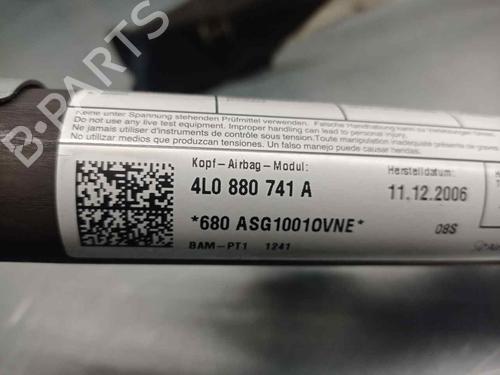 B-PARTS
Keine unter Spannung stehenden Prüfmittel verwenden. Falsche Handhabung kann zu
Do not use any live test equipment. Improper handling can lead to personal injury.
Ne jamais utiliser d'instruments de contrôle sous tension. Toute manipulation
No utilizar medios que produzcan tensiones. Un falso manejo puede causar
Kopf-Airbag-Modul:
Herstelldatum
4L0 880 741 A
11.12.2006
*680 ASG10010VNE*
08S
BAM-PT1 1241